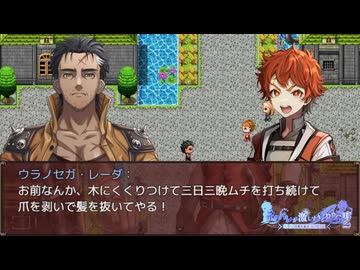 ウラノセガ・レーダ：
お前なんか、木にくくりつけて三日三晩ムチを打ち続けて
爪を剥いで髪を抜いてやる！